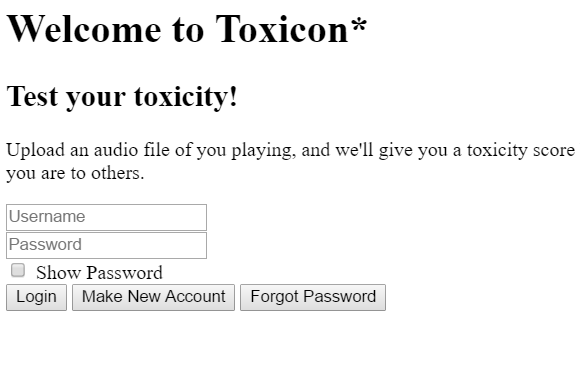 Welcome to Toxicon*
Test your toxicity!
Upload an audio file of you playing, and we'll give you a toxicity score
you are to others.
Username
Password
Show Password
Login Make New Account Forgot Password